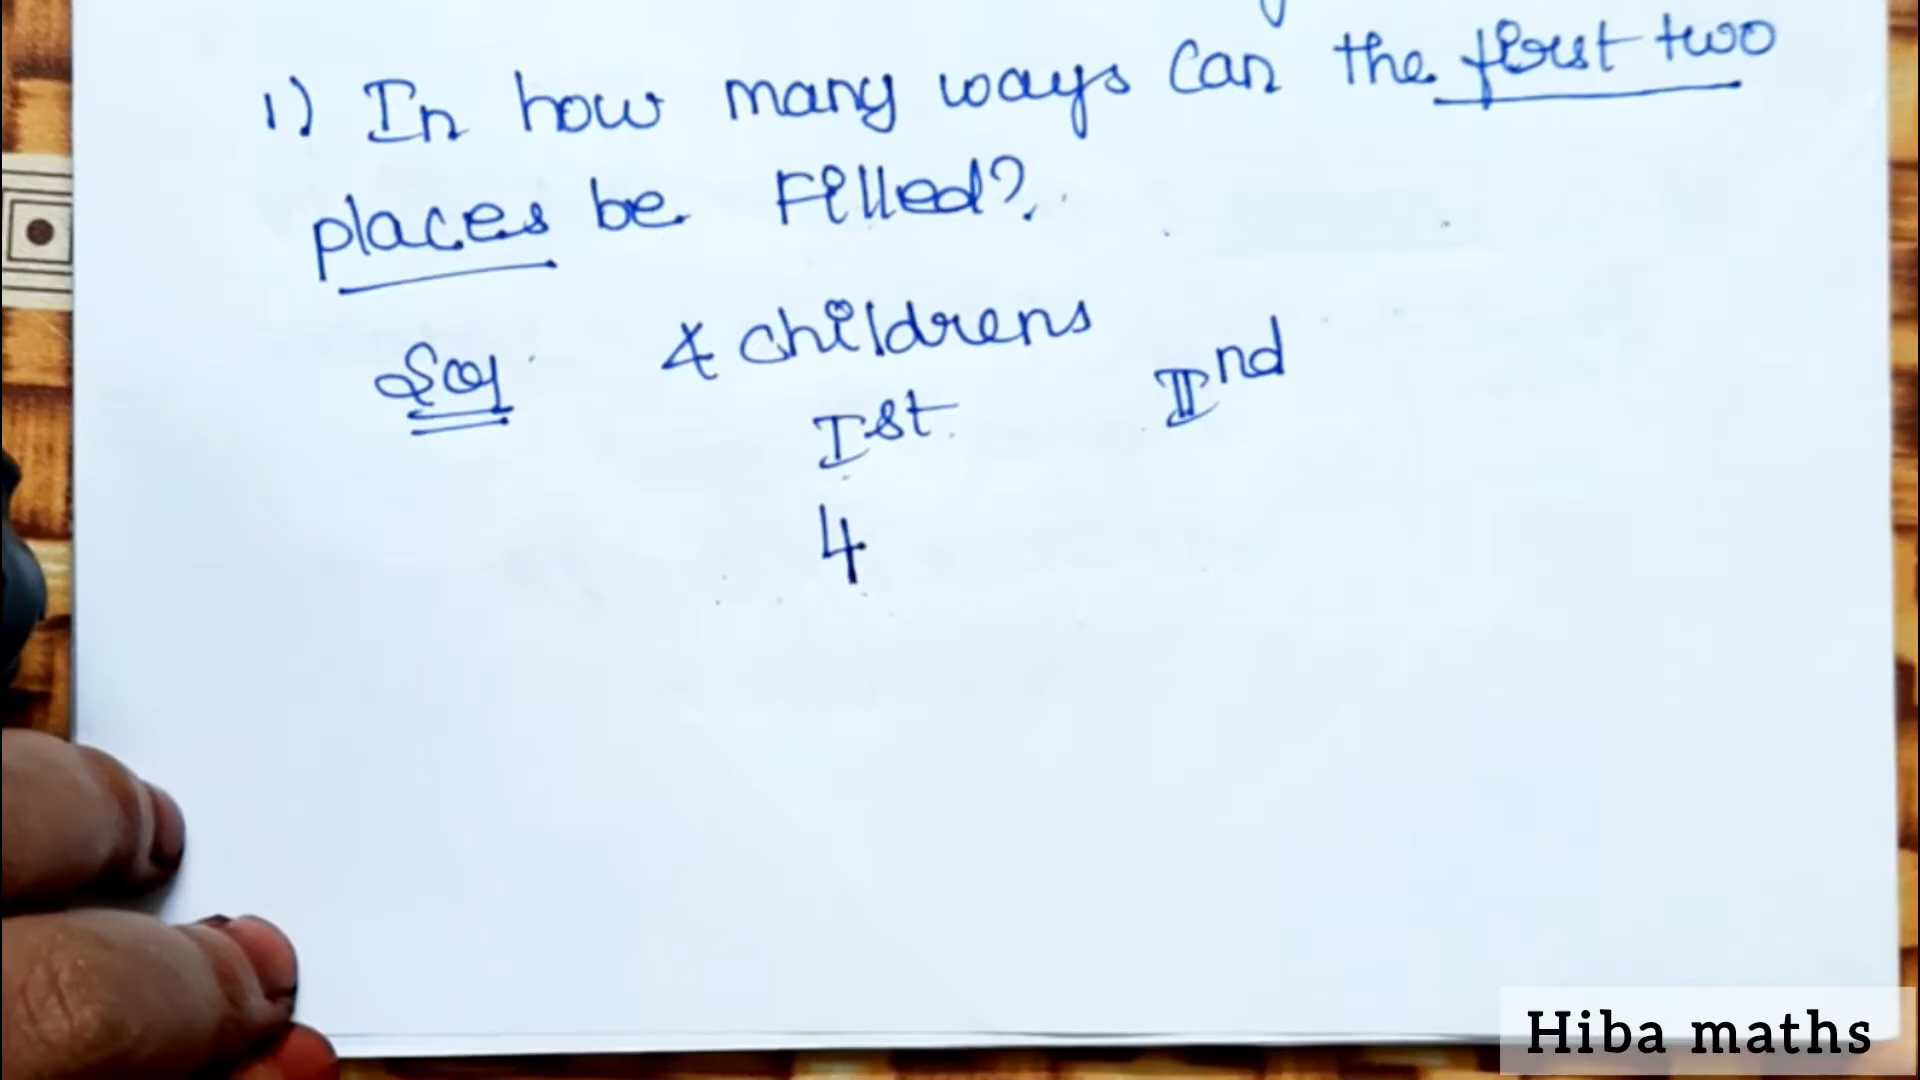 1) In how many ways can the first two
places be Filled?
Sol 4 childrens
Ist IInd
4
Hiba maths